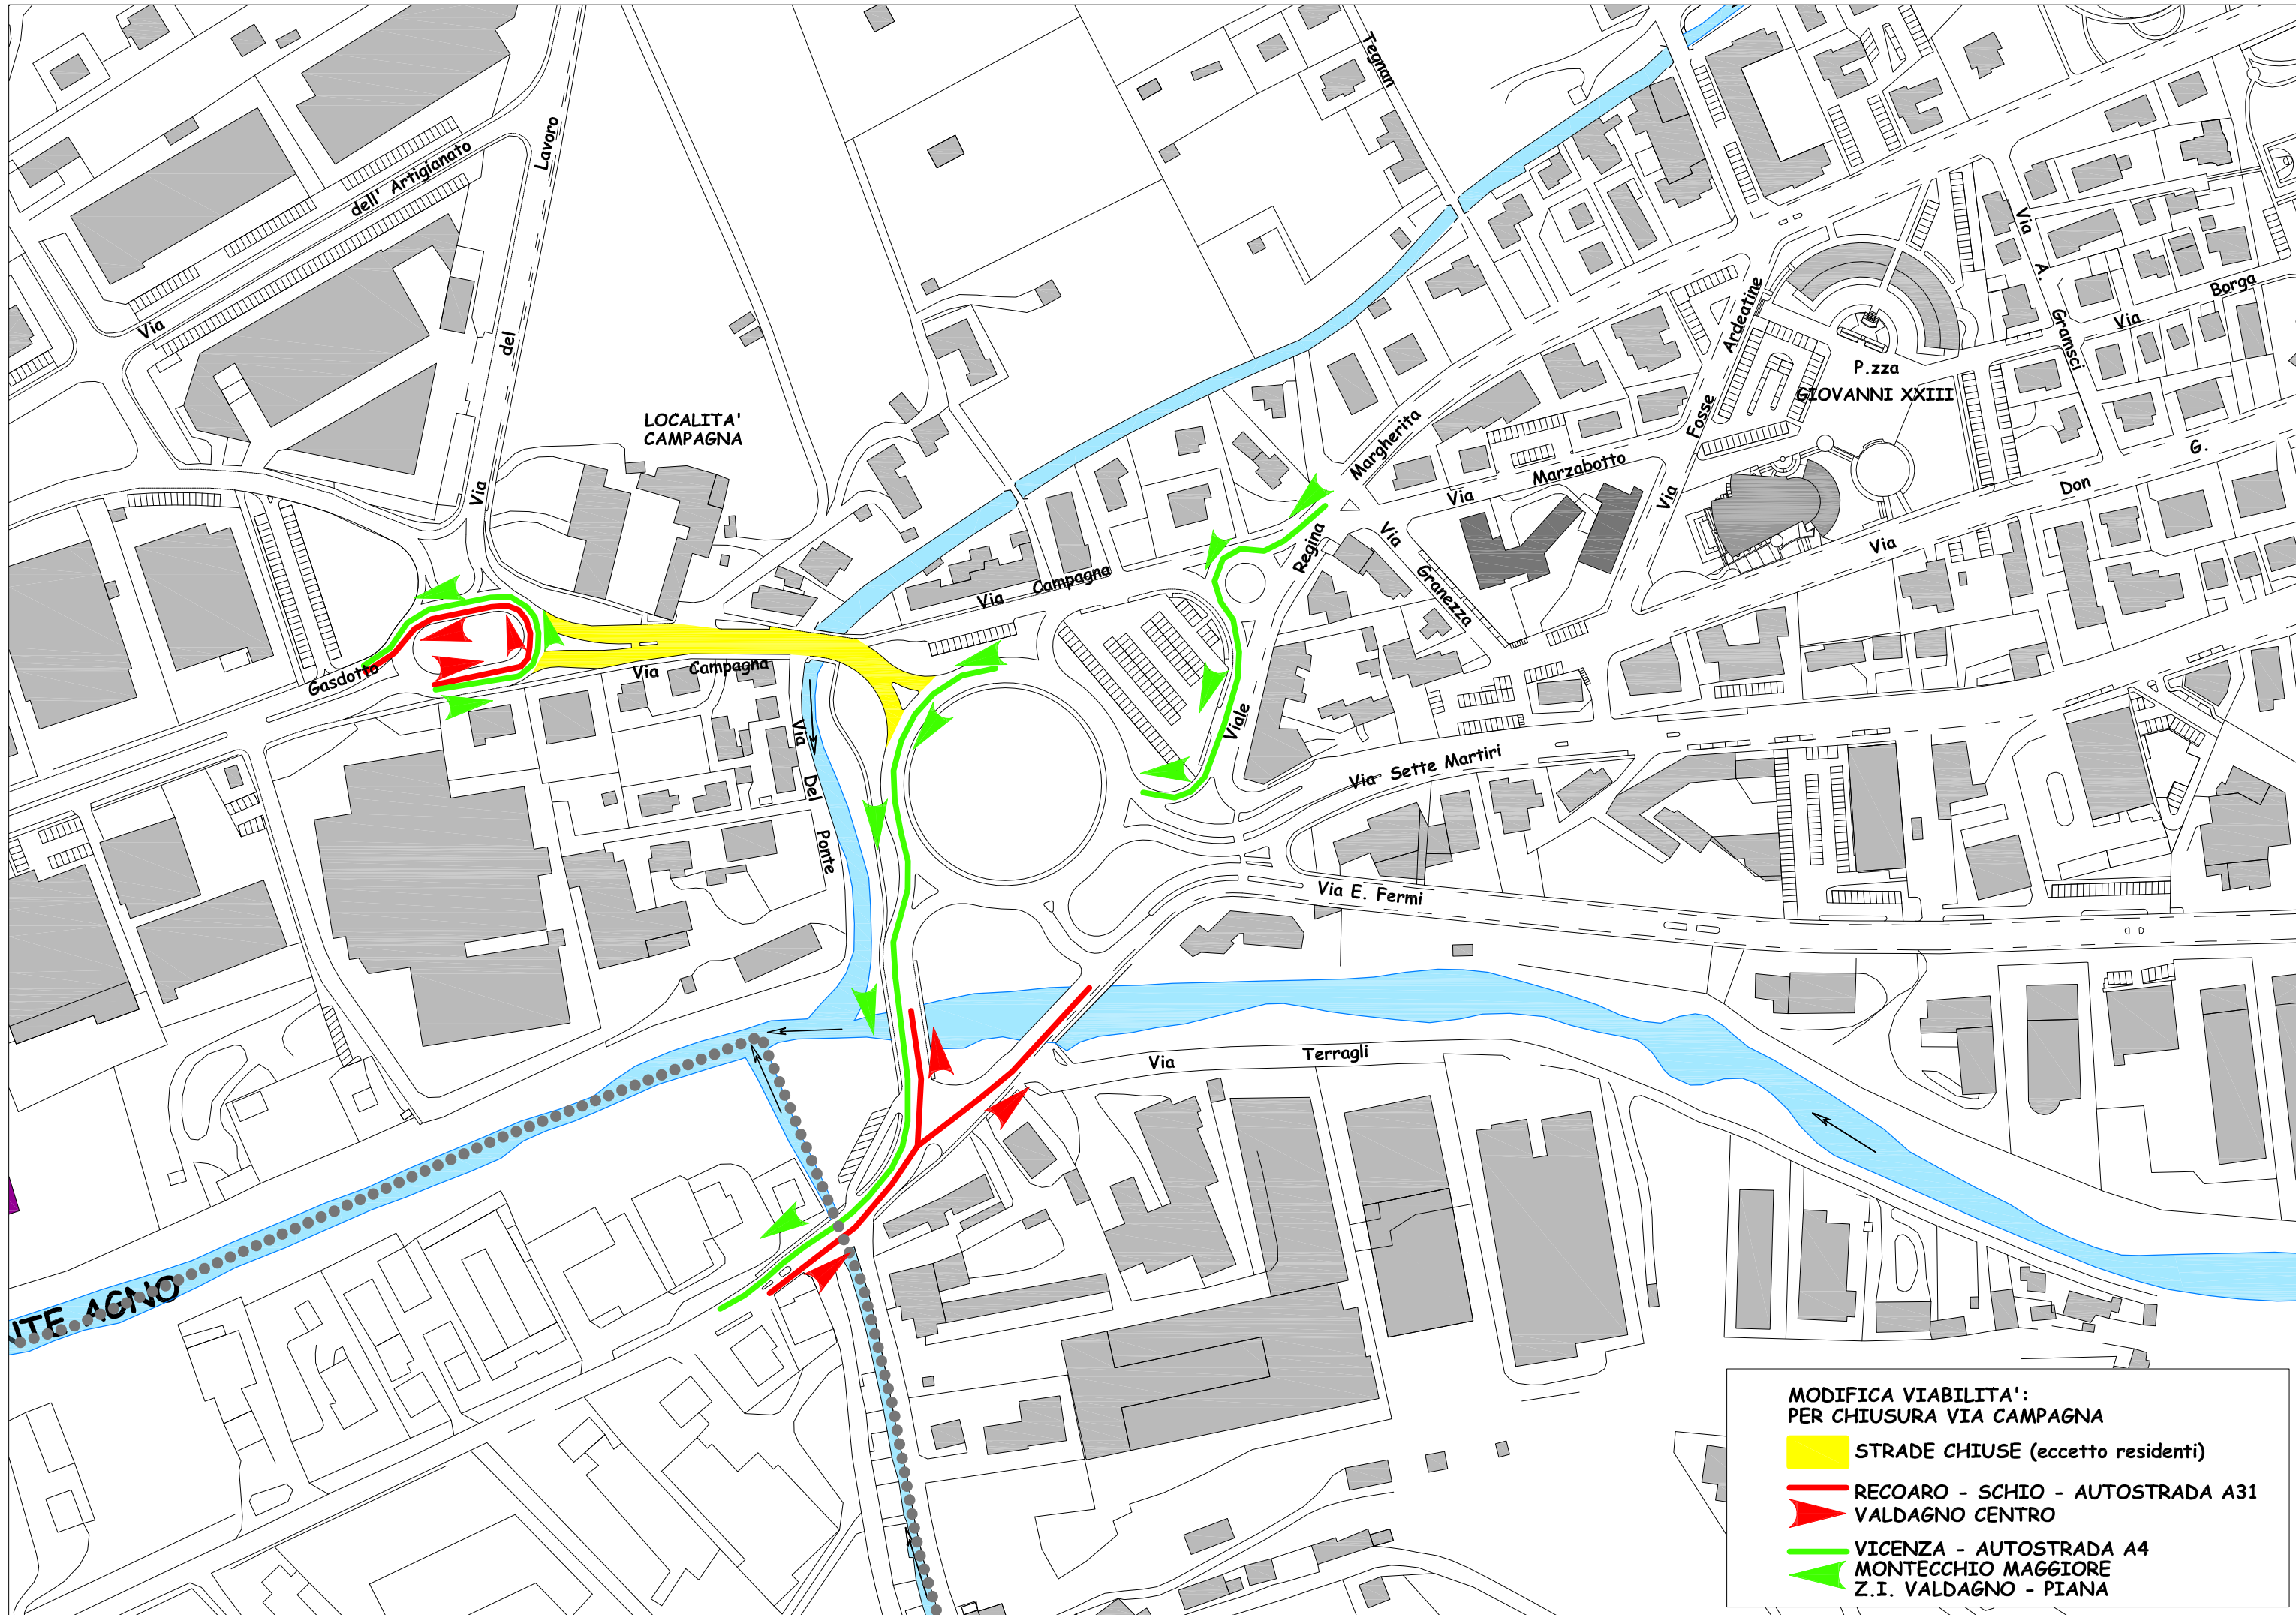 Tegnan
Lavoro
dell' Artigianato
Via
del
Via
Via
A.
Gramsci
Via
Borga
Ardeatine
Fosse
Via
P.zza
GIOVANNI XXIII
LOCALITA'
CAMPAGNA
Margherita
Regina
Viale
Via
Marzabotto
Via
Granezza
Via
Don
G.
Via
Campagna
Gasdotto
Via
Campagna
Via
Del
Ponte
Via Sette Martiri
Via E. Fermi
Via
Terragli
AGNO
MODIFICA VIABILITA':
PER CHIUSURA VIA CAMPAGNA
STRADE CHIUSE (eccetto residenti)
RECOARO - SCHIO - AUTOSTRADA A31
VALDAGNO CENTRO
VICENZA - AUTOSTRADA A4
MONTECCHIO MAGGIORE
Z.I. VALDAGNO - PIANA